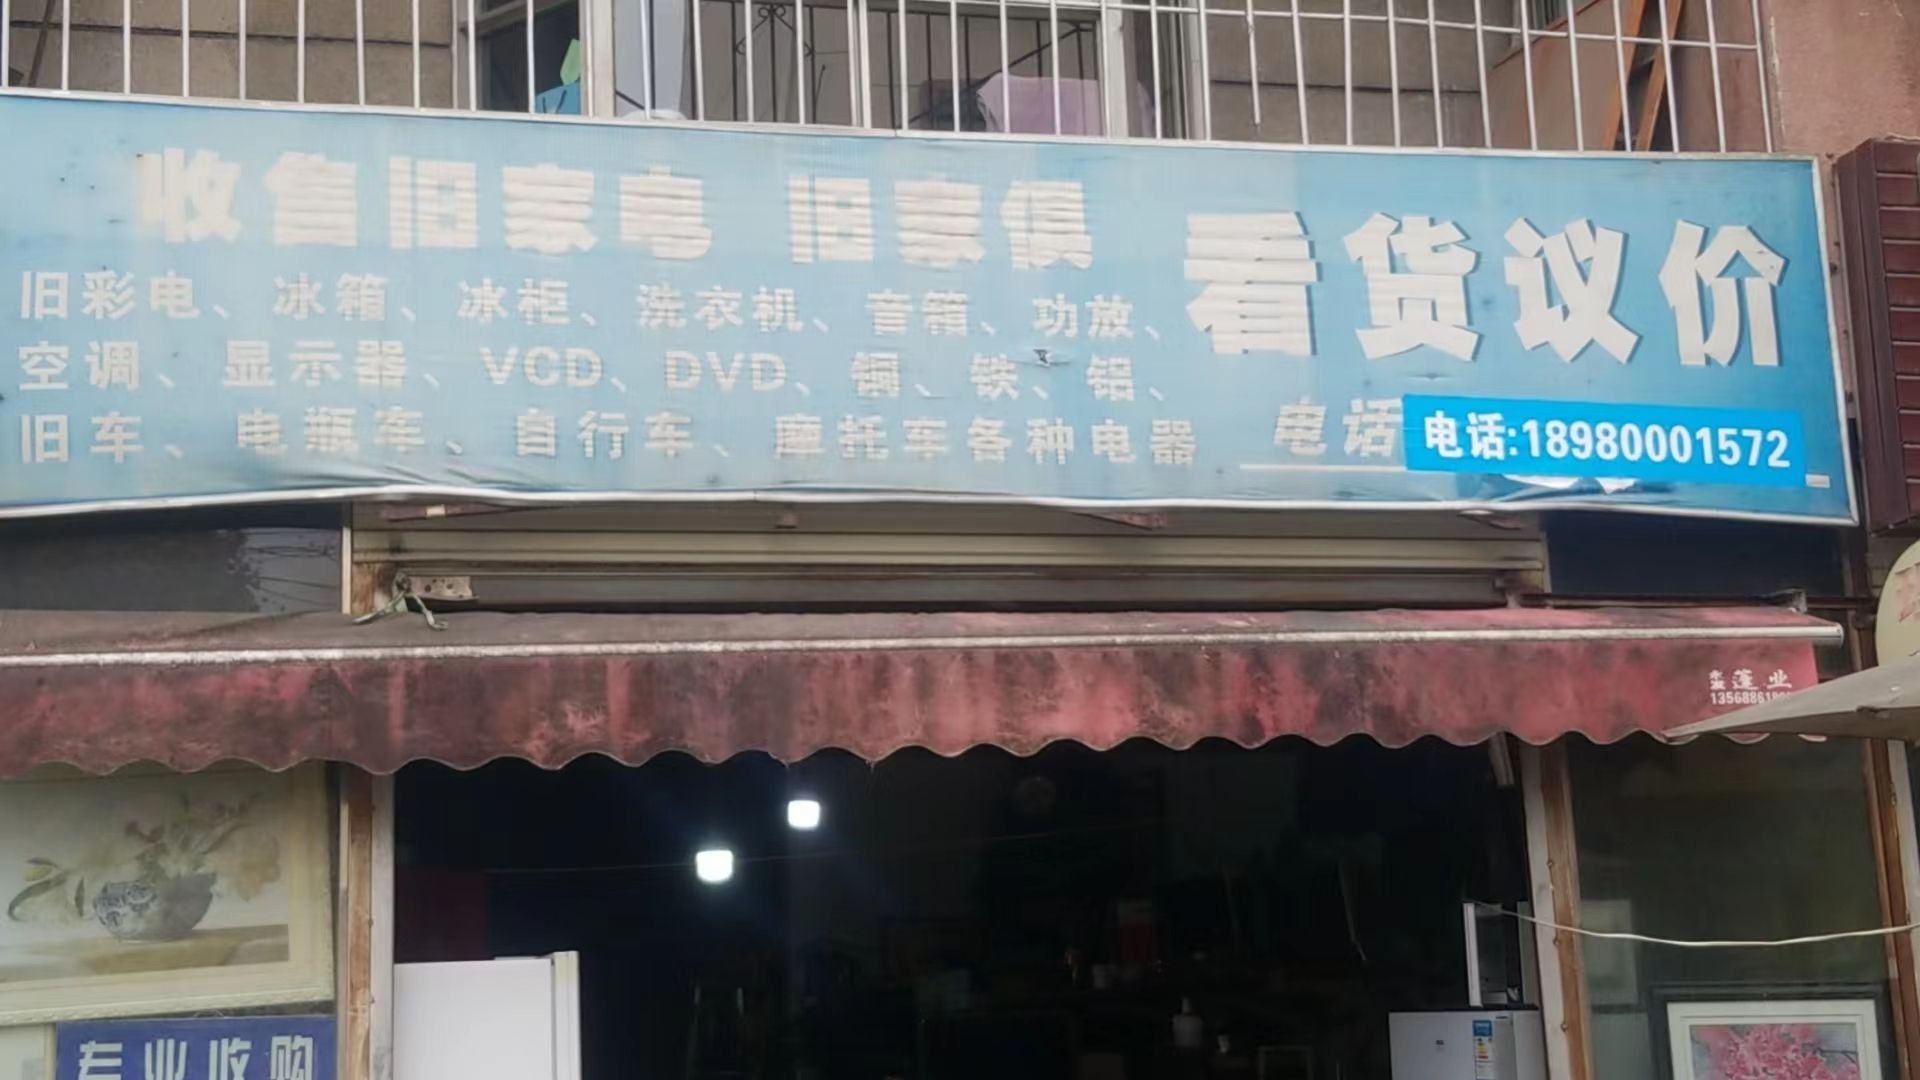 收售旧家电 旧家俱
看货议价
旧彩电、冰箱、冰柜、洗衣机、音箱、功放、
空调、显示器、VCD、DVD、铜、铁、铝、
旧车、电瓶车、自行车、摩托车各种电器
电话
电话:18980001572
蓬业
专业收购